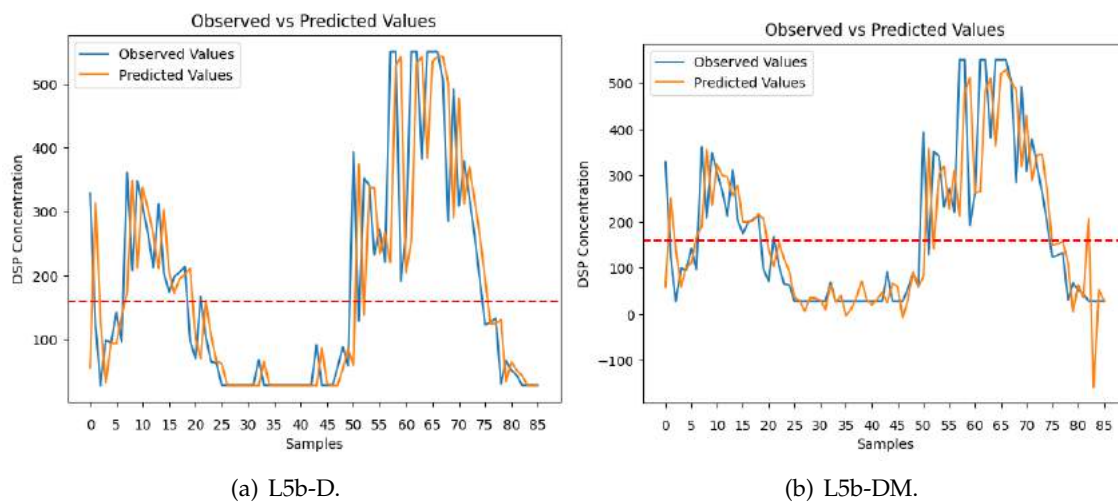 Observed vs Predicted Values
Observed Values
Predicted Values
500
400
300
200
100
DSP Concentration
0 5 10 15 20 25 30 35 40 45 50 55 60 65 70 75 80 85
Samples
(a) L5b-D.
Observed vs Predicted Values
Observed Values
Predicted Values
500
400
300
200
100
0
−100
DSP Concentration
0 5 10 15 20 25 30 35 40 45 50 55 60 65 70 75 80 85
Samples
(b) L5b-DM.